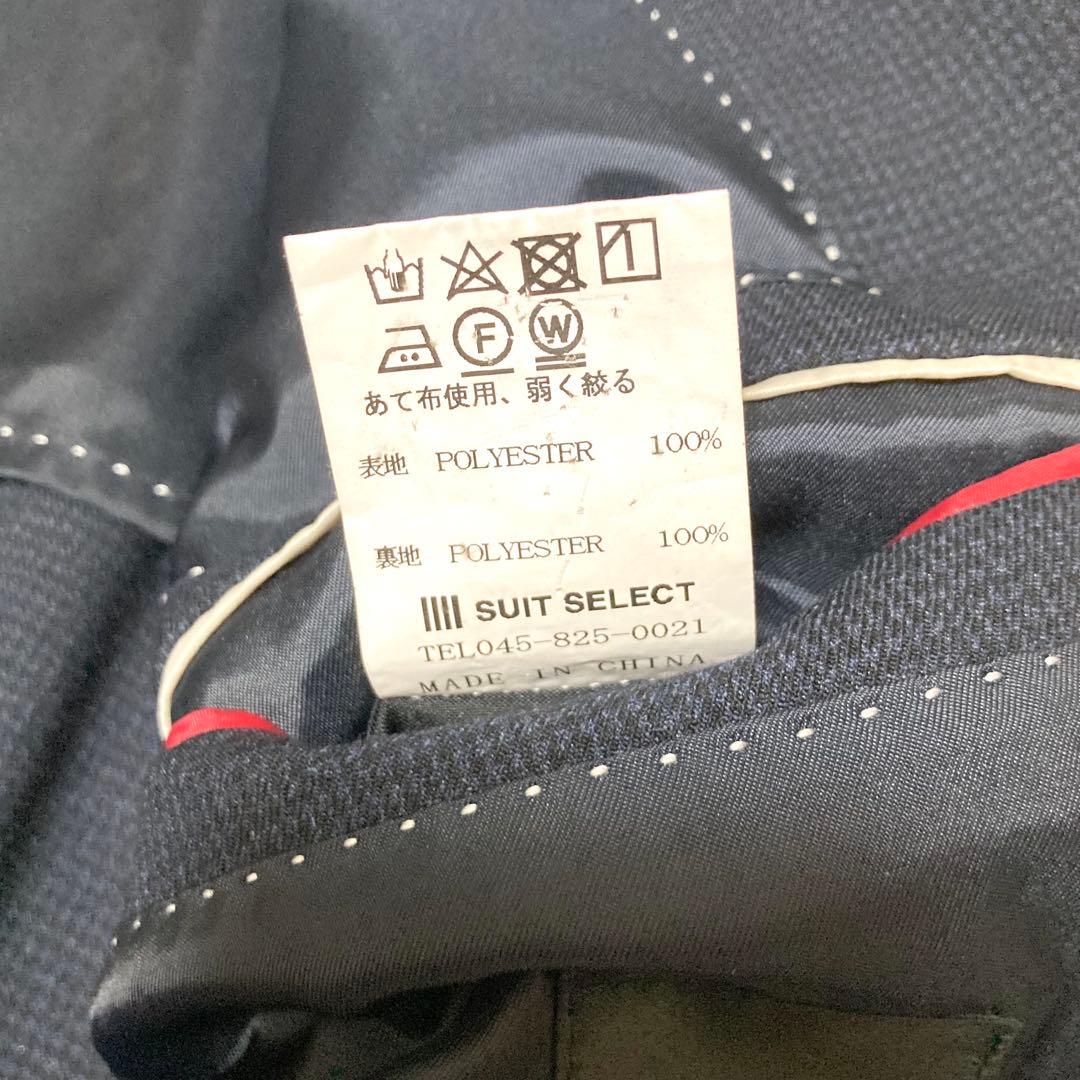 F W
あて布使用、弱く絞る
表地 POLYESTER 100%
裏地 POLYESTER 100%
SUIT SELECT
TEL045-825-0021
MADE IN CHINA